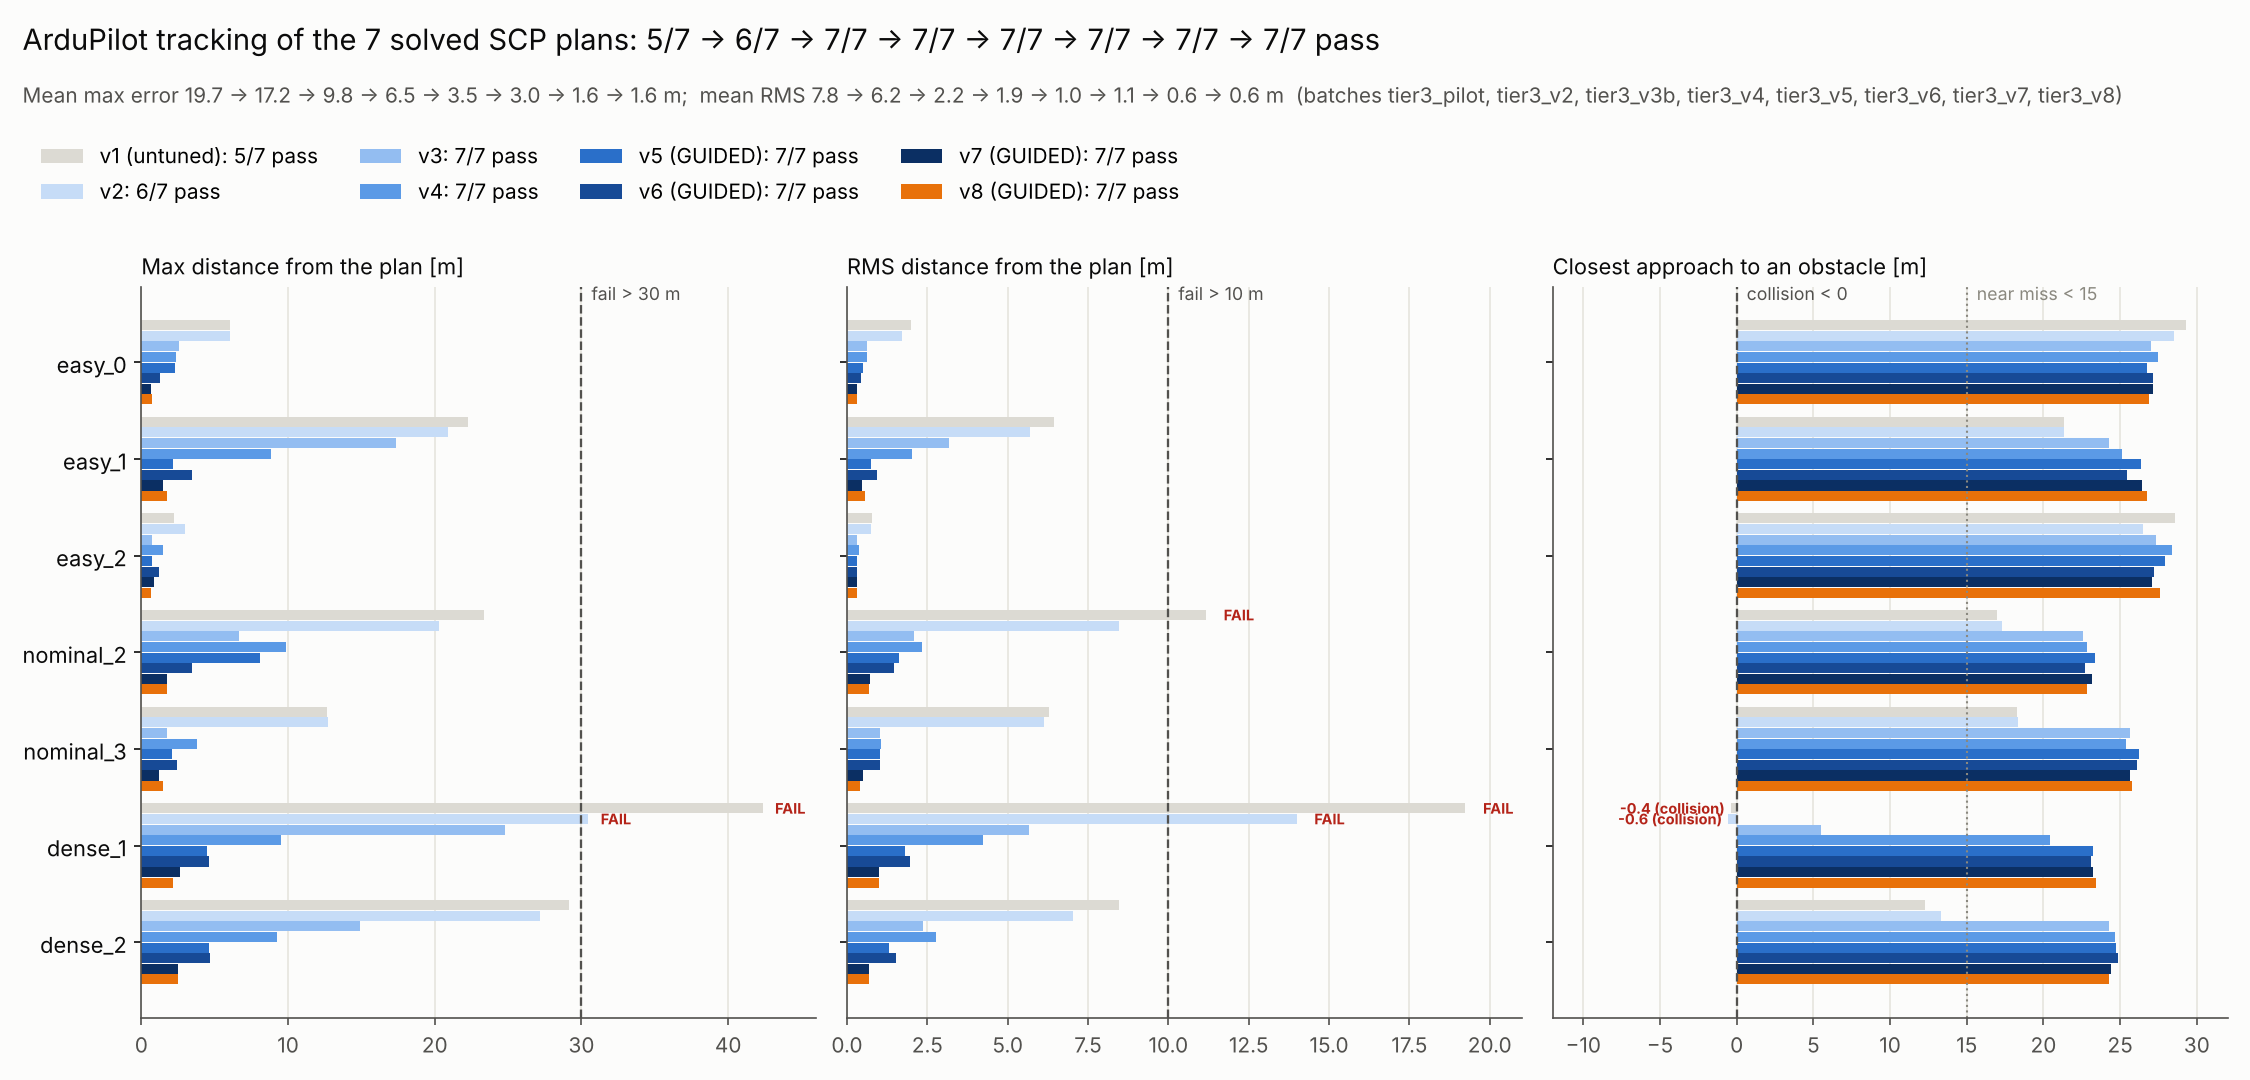 ArduPilot tracking of the 7 solved SCP plans: 5/7 → 6/7 → 7/7 → 7/7 → 7/7 → 7/7 → 7/7 → 7/7 pass
Mean max error 19.7 → 17.2 → 9.8 → 6.5 → 3.5 → 3.0 → 1.6 → 1.6 m;  mean RMS 7.8 → 6.2 → 2.2 → 1.9 → 1.0 → 1.1 → 0.6 → 0.6 m  (batches tier3_pilot, tier3_v2, tier3_v3b, tier3_v4, tier3_v5, tier3_v6, tier3_v7, tier3_v8)
v1 (untuned): 5/7 pass
v2: 6/7 pass
v3: 7/7 pass
v4: 7/7 pass
v5 (GUIDED): 7/7 pass
v6 (GUIDED): 7/7 pass
v7 (GUIDED): 7/7 pass
v8 (GUIDED): 7/7 pass
Max distance from the plan [m]
fail > 30 m
easy_0
easy_1
easy_2
nominal_2
nominal_3
dense_1
dense_2
FAIL
FAIL
0 10 20 30 40
RMS distance from the plan [m]
fail > 10 m
FAIL
FAIL
FAIL
0.0 2.5 5.0 7.5 10.0 12.5 15.0 17.5 20.0
Closest approach to an obstacle [m]
collision < 0
near miss < 15
-0.4 (collision)
-0.6 (collision)
−10 −5 0 5 10 15 20 25 30